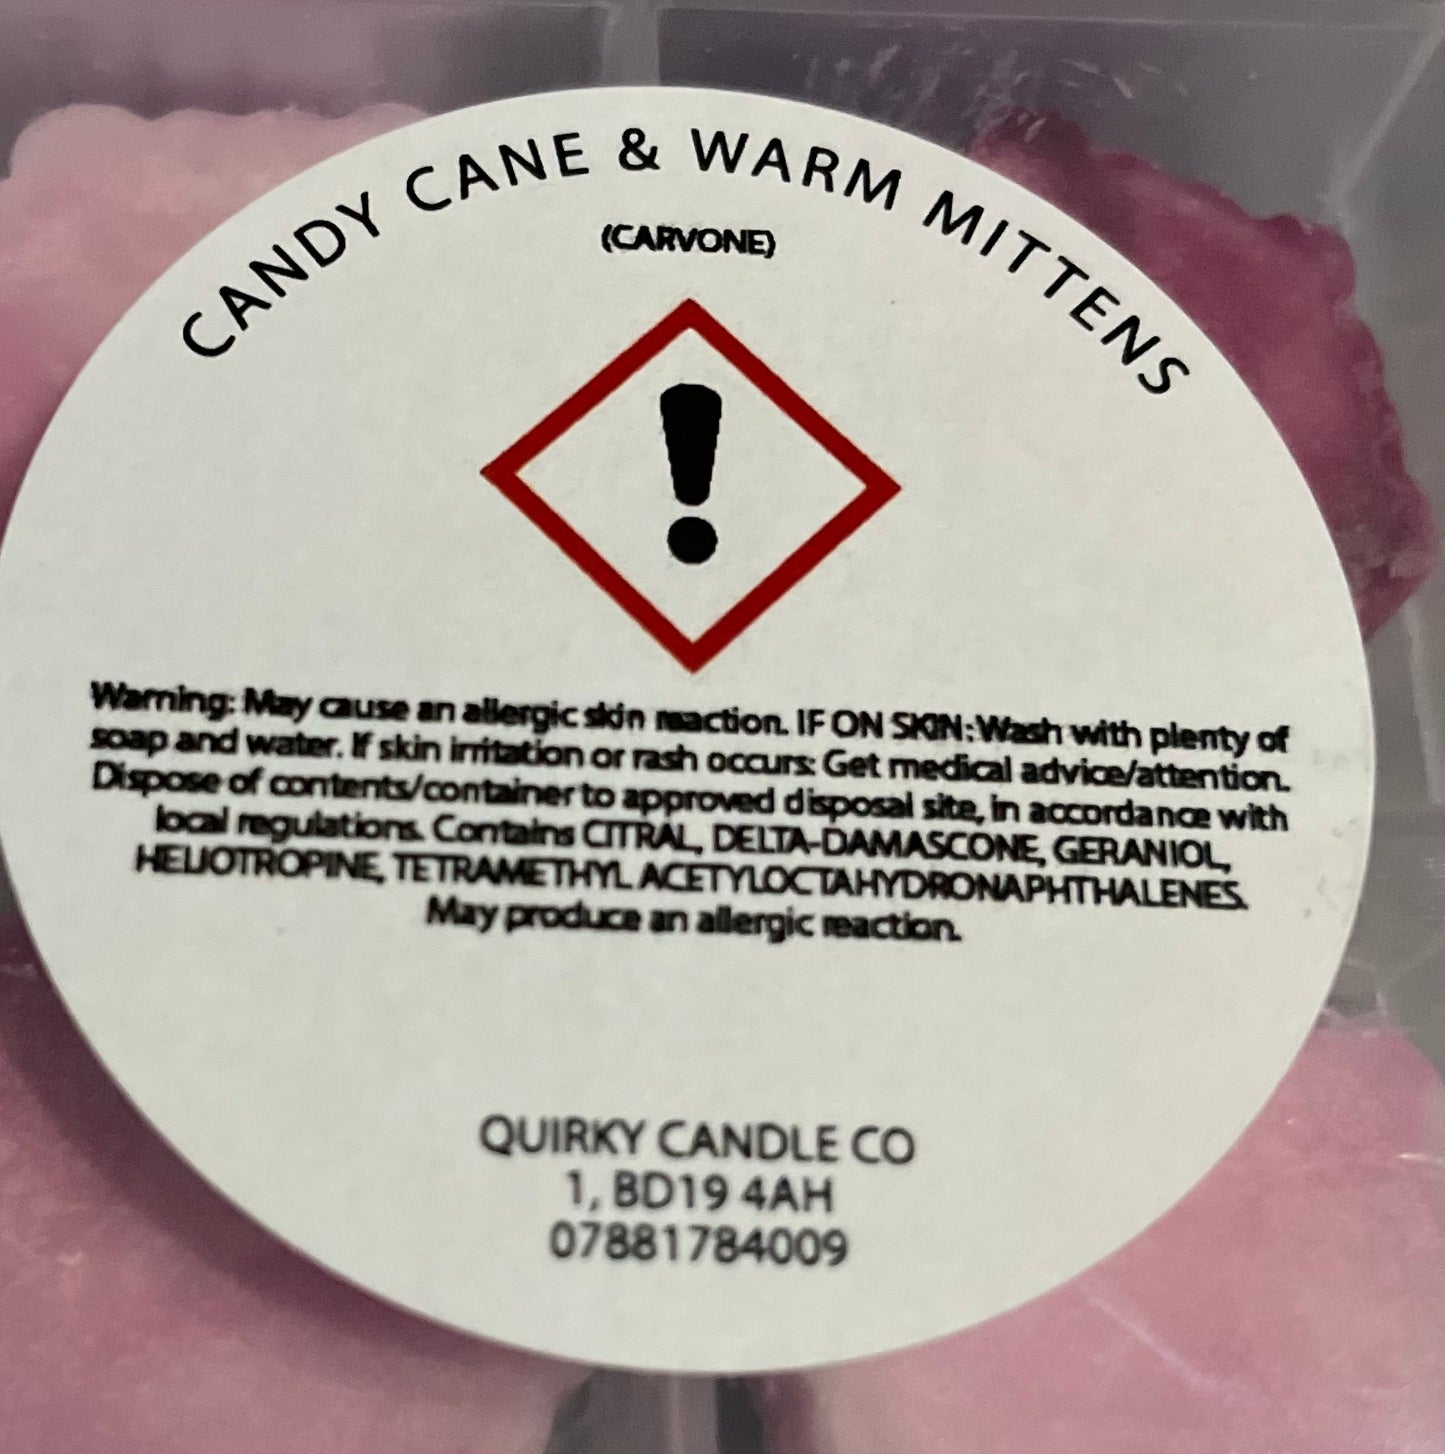 CANDY CANE & WARM MITTENS
(CARVONE)
Warning: May cause an allergic skin reaction. IF ON SKIN: Wash with plenty of
soap and water. If skin irritation or rash occurs: Get medical advice/attention.
Dispose of contents/container to approved disposal site, in accordance with
local regulations. Contains CITRAL, DELTA-DAMASCONE, GERANIOL,
HELIOTROPINE, TETRAMETHYL ACETYLOCTAHYDRONAPHTHALENES.
May produce an allergic reaction.
QUIRKY CANDLE CO
1, BD19 4AH
07881784009